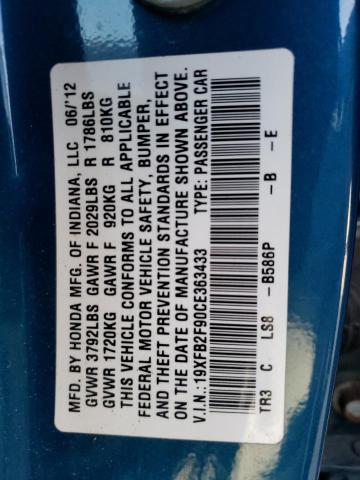 MFD. BY HONDA MFG. OF INDIANA, LLC 06/'12
GVWR 3792LBS GAWR F 2029LBS R 1786LBS
GVWR 1720KG GAWR F 920KG R 810KG
THIS VEHICLE CONFORMS TO ALL APPLICABLE
FEDERAL MOTOR VEHICLE SAFETY, BUMPER,
AND THEFT PREVENTION STANDARDS IN EFFECT
ON THE DATE OF MANUFACTURE SHOWN ABOVE.
V.I.N.:19XFB2F90CE363433 TYPE: PASSENGER CAR
TR3 C LS8 -B586P -B -E